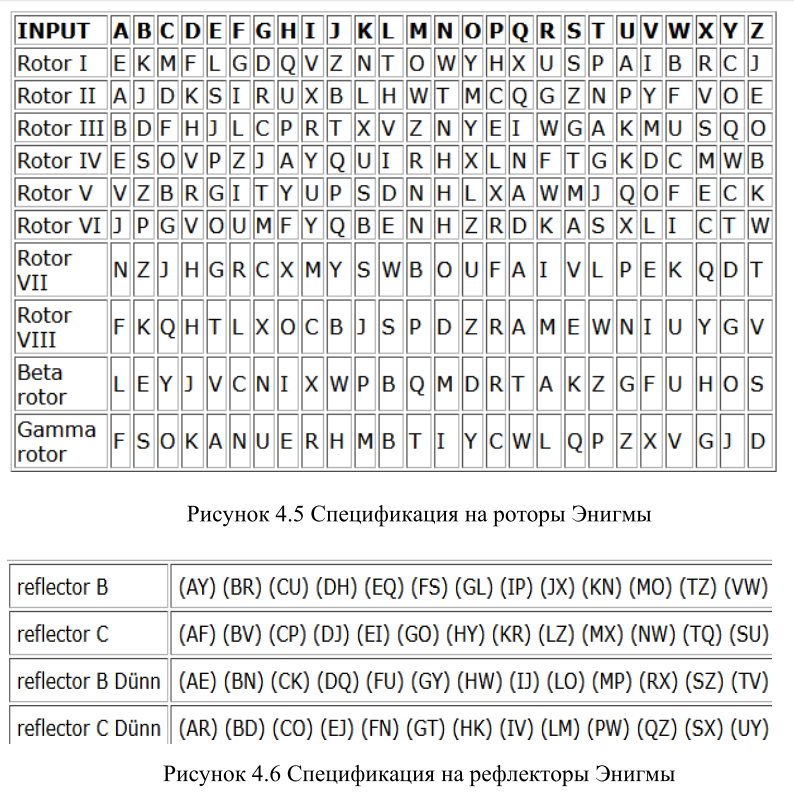 INPUT A B C D E F G H I J K L M N O P Q R S T U V W X Y Z
Rotor I E K M F L G D Q V Z N T O W Y H X U S P A I B R C J
Rotor II A J D K S I R U X B L H W T M C Q G Z N P Y F V O E
Rotor III B D F H J L C P R T X V Z N Y E I W G A K M U S Q O
Rotor IV E S O V P Z J A Y Q U I R H X L N F T G K D C M W B
Rotor V V Z B R G I T Y U P S D N H L X A W M J Q O F E C K
Rotor VI J P G V O U M F Y Q B E N H Z R D K A S X L I C T W
Rotor
VII N Z J H G R C X M Y S W B O U F A I V L P E K Q D T
Rotor
VIII F K Q H T L X O C B J S P D Z R A M E W N I U Y G V
Beta
rotor L E Y J V C N I X W P B Q M D R T A K Z G F U H O S
Gamma
rotor F S O K A N U E R H M B T I Y C W L Q P Z X V G J D
Рисунок 4.5 Спецификация на роторы Энигмы
reflector B (AY) (BR) (CU) (DH) (EQ) (FS) (GL) (IP) (JX) (KN) (MO) (TZ) (VW)
reflector C (AF) (BV) (CP) (DJ) (EI) (GO) (HY) (KR) (LZ) (MX) (NW) (TQ) (SU)
reflector B Dünn (AE) (BN) (CK) (DQ) (FU) (GY) (HW) (IJ) (LO) (MP) (RX) (SZ) (TV)
reflector C Dünn (AR) (BD) (CO) (EJ) (FN) (GT) (HK) (IV) (LM) (PW) (QZ) (SX) (UY)
Рисунок 4.6 Спецификация на рефлекторы Энигмы